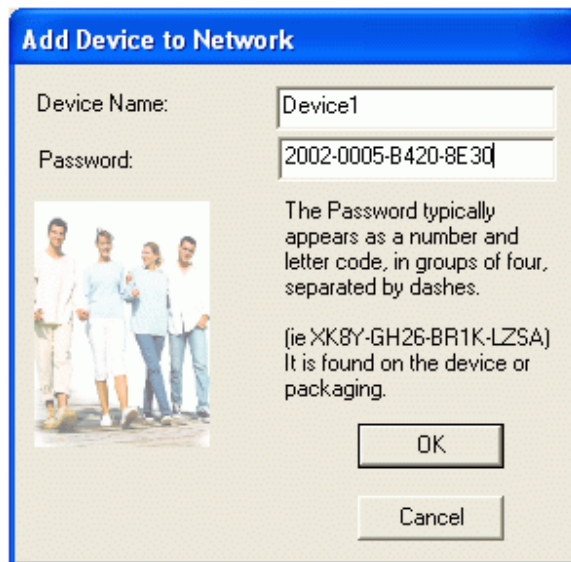 Add Device to Network
Device Name:
Device1
Password:
2002-0005-B420-8E30
The Password typically
appears as a number and
letter code, in groups of four,
separated by dashes.
(ie XK8Y-GH26-BR1K-LZSA)
It is found on the device or
packaging.
OK
Cancel